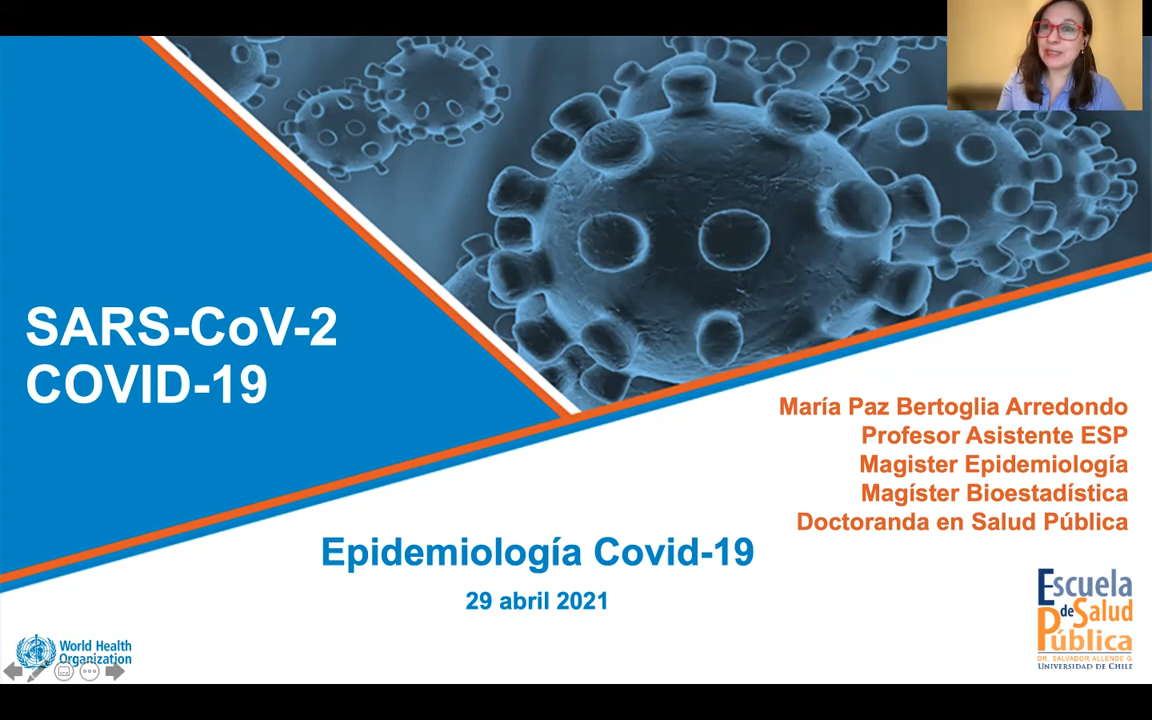 SARS-CoV-2
COVID-19
María Paz Bertoglia Arredondo
Profesor Asistente ESP
Magister Epidemiología
Magíster Bioestadística
Doctoranda en Salud Pública
Epidemiología Covid-19
29 abril 2021
World Health
Organization
Escuela
de Salud
Pública
DR. SALVADOR ALLENDE G.
UNIVERSIDAD DE CHILE